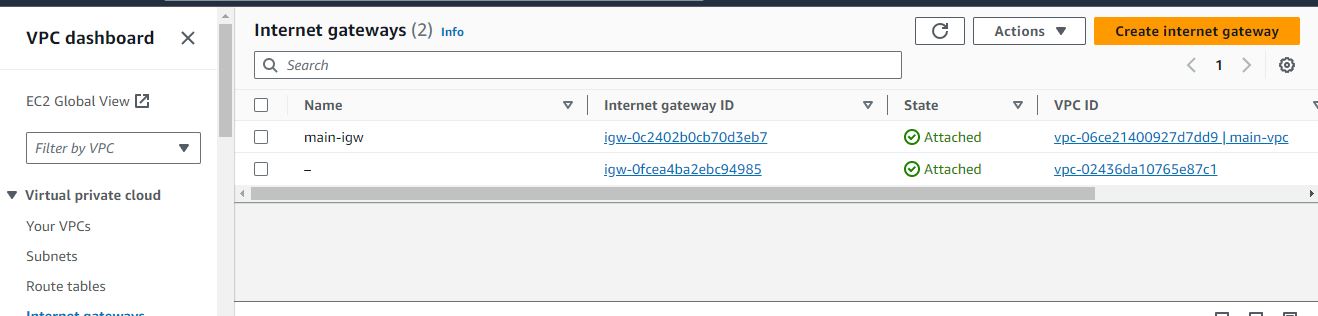 VPC dashboard
EC2 Global View
Filter by VPC
Virtual private cloud
Your VPCs
Subnets
Route tables
Internet gateways
Internet gateways (2) Info
Actions
Create internet gateway
Search
1
Name Internet gateway ID State VPC ID
main-igw igw-0c2402b0cb70d3eb7 Attached vpc-06ce21400927d7dd9 | main-vpc
– igw-0fcea4ba2ebc94985 Attached vpc-02436da10765e87c1